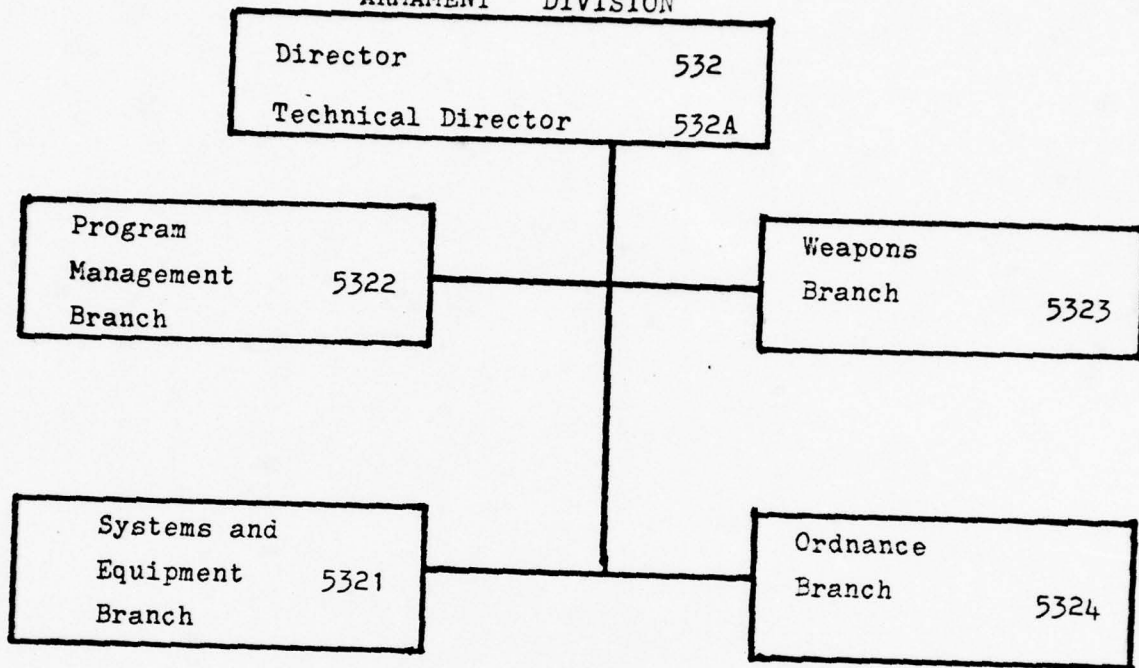 ARMAMENT DIVISION
Director 532
Technical Director 532A
Program
Management 5322
Branch
Weapons
Branch 5323
Systems and
Equipment 5321
Branch
Ordnance
Branch 5324